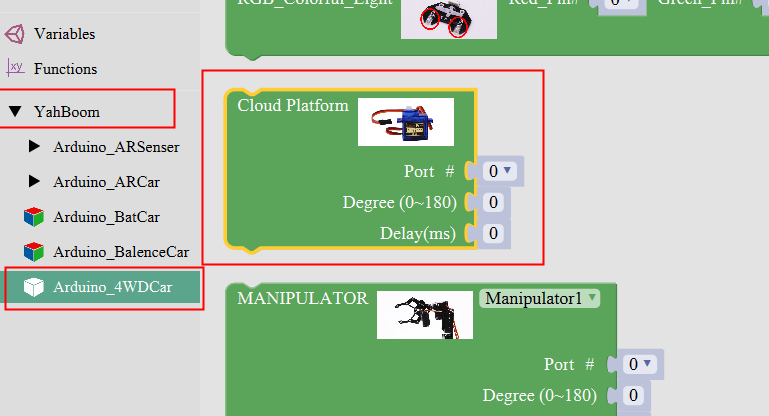 RGB_Colorful_Light Red_Pin# 0 Green_Pin#
Variables
Functions
YahBoom
Arduino_ARSenser
Arduino_ARCar
Arduino_BatCar
Arduino_BalenceCar
Arduino_4WDCar
Cloud Platform
Port # 0
Degree (0~180) 0
Delay(ms) 0
MANIPULATOR Manipulator1
Port # 0
Degree (0~180) 0